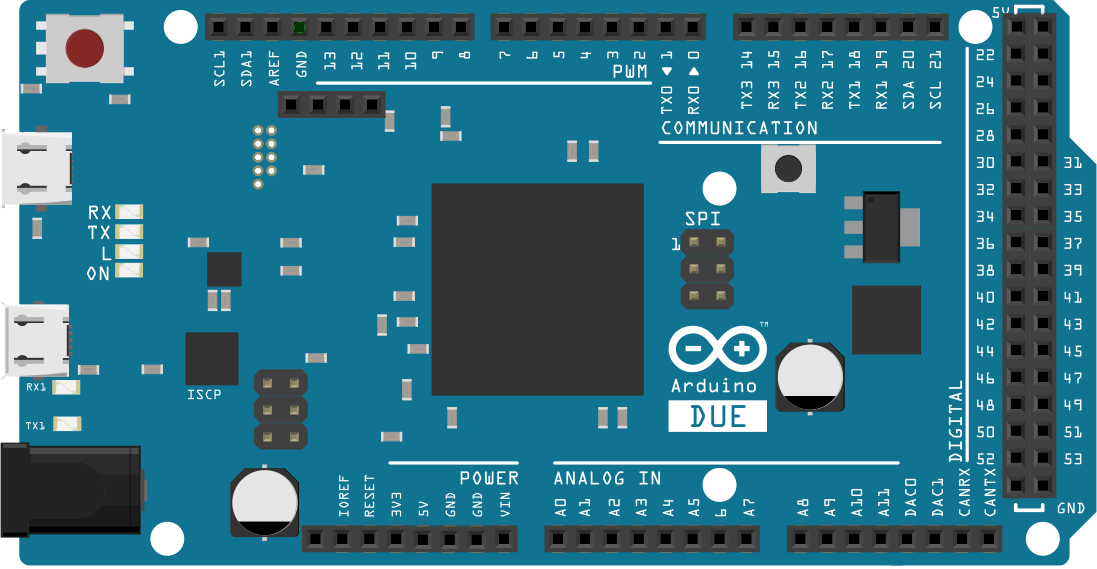 5V
SCL1
SDA1
AREF
GND
13
12
11
10
9
8
7
6
5
4
3
2
TX0 ◀ 1
RX0 ▶ 0
TX3 14
RX3 15
TX2 16
RX2 17
TX1 18
RX1 19
SDA 20
SCL 21
PWM
COMMUNICATION
22
24
26
28
30 31
32 33
34 35
36 37
38 39
40 41
42 43
44 45
46 47
48 49
50 51
52 53
GND
DIGITAL
RX
TX
L
ON
SPI
1
TM
Arduino
DUE
ISCP
RX1
TX1
POWER
ANALOG IN
IOREF
RESET
3V3
5V
GND
GND
VIN
A0
A1
A2
A3
A4
A5
6
A7
A8
A9
A10
A11
DAC0
DAC1
CANRX
CANTX